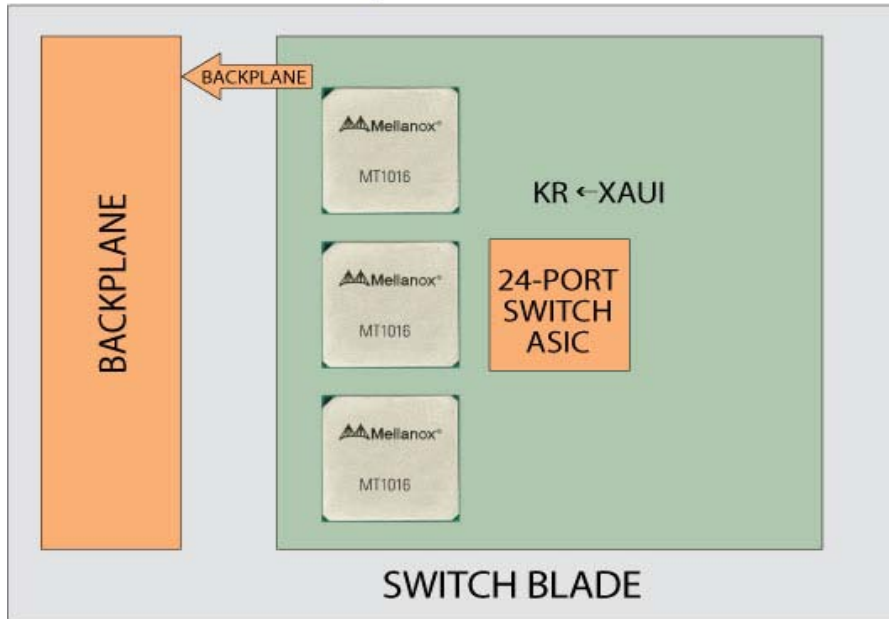 BACKPLANE
BACKPLANE
Mellanox®
MT1016
KR ←XAUI
Mellanox®
MT1016
24-PORT
SWITCH
ASIC
Mellanox®
MT1016
SWITCH BLADE